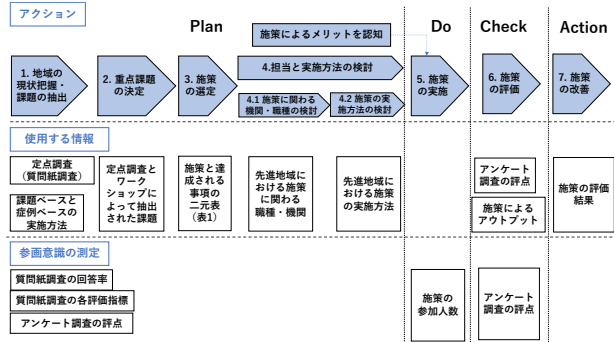 アクション
Plan
Do
Check
Action
施策によるメリットを認知
1. 地域の
現状把握・
課題の抽出
2. 重点課題
の決定
3. 施策
の選定
4.担当と実施方法の検討
4.1 施策に関わる
機関・職種の検討
4.2 施策の実
施方法の検討
5. 施策
の実施
6. 施策
の評価
7. 施策
の改善
使用する情報
定点調査
（質問紙調査）
課題ベースと
症例ベースの
実施方法
定点調査と
ワーク
ショップに
よって抽出
された課題
施策と達
成される
事項の
二元表
（表1）
先進地域に
おける施策
に関わる
職種・機関
先進地域に
おける施策
の実施方法
アンケート
調査の評点
施策による
アウトプット
施策の評価
結果
参画意識の測定
質問紙調査の回答率
質問紙調査の各評価指標
アンケート調査の評点
施策の
参加人数
アンケート
調査の評点